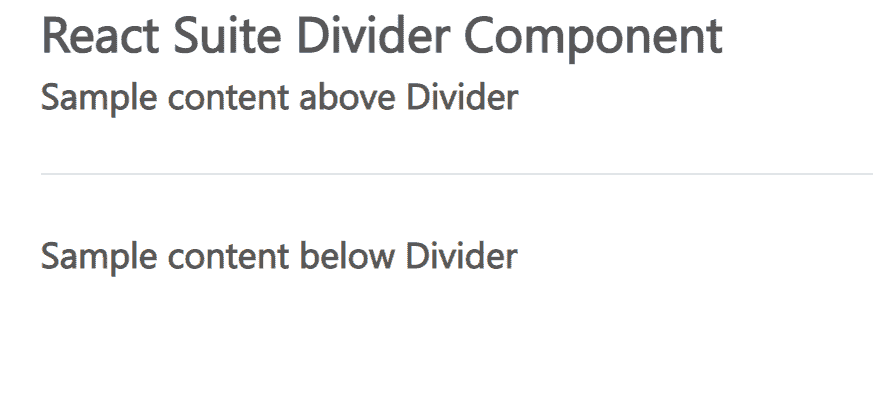 React Suite Divider Component
Sample content above Divider
Sample content below Divider